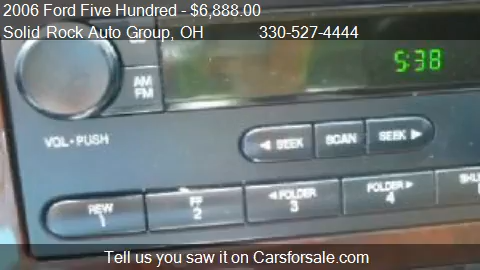 2006 Ford Five Hundred - $6,888.00
Solid Rock Auto Group, OH 330-527-4444
5:38
AM
FM
VOL • PUSH
◄ SEEK SCAN SEEK ►
REW FF ◄ FOLDER FOLDER ►
1 2 3 4
Tell us you saw it on Carsforsale.com